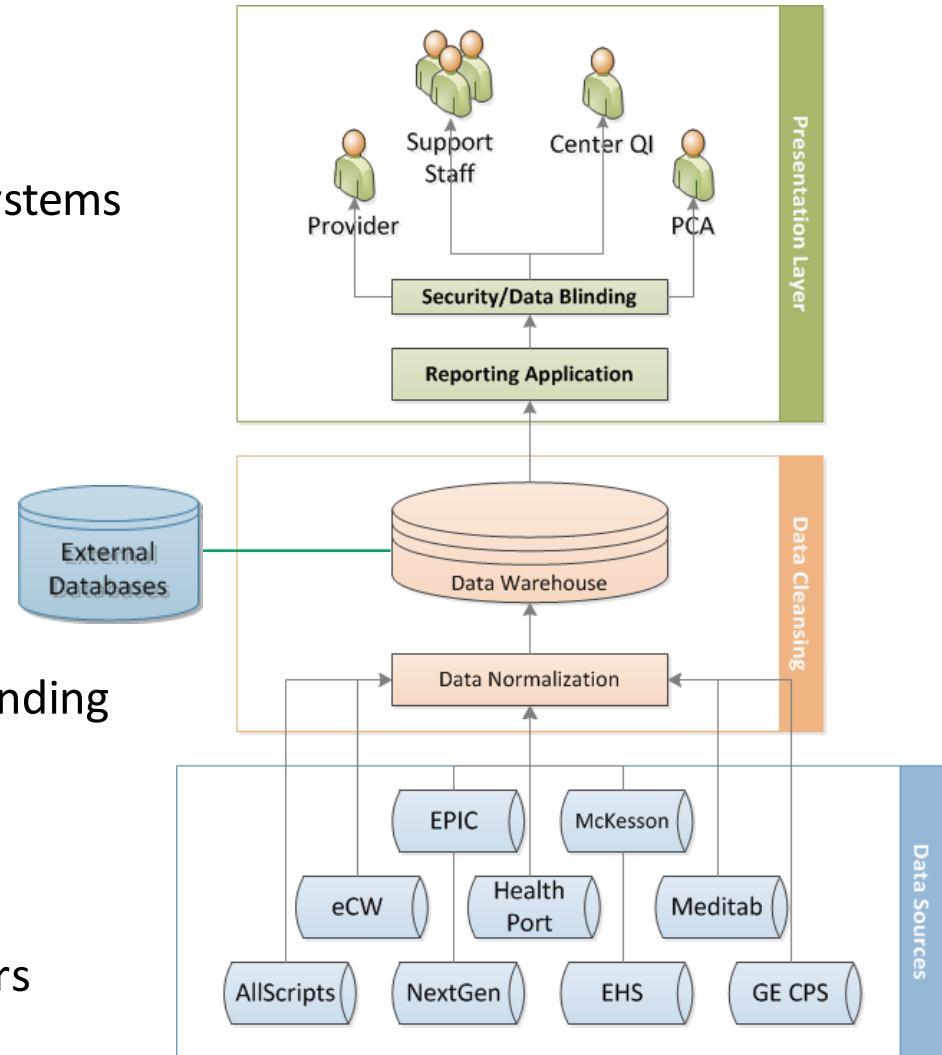 Support
Staff
Center QI
Provider
PCA
Security/Data Blinding
Reporting Application
Presentation Layer
ystems
External
Databases
Data Warehouse
Data Normalization
Data Cleansing
nding
EPIC
McKesson
eCW
Health
Port
Meditab
AllScripts
NextGen
EHS
GE CPS
Data Sources
rs